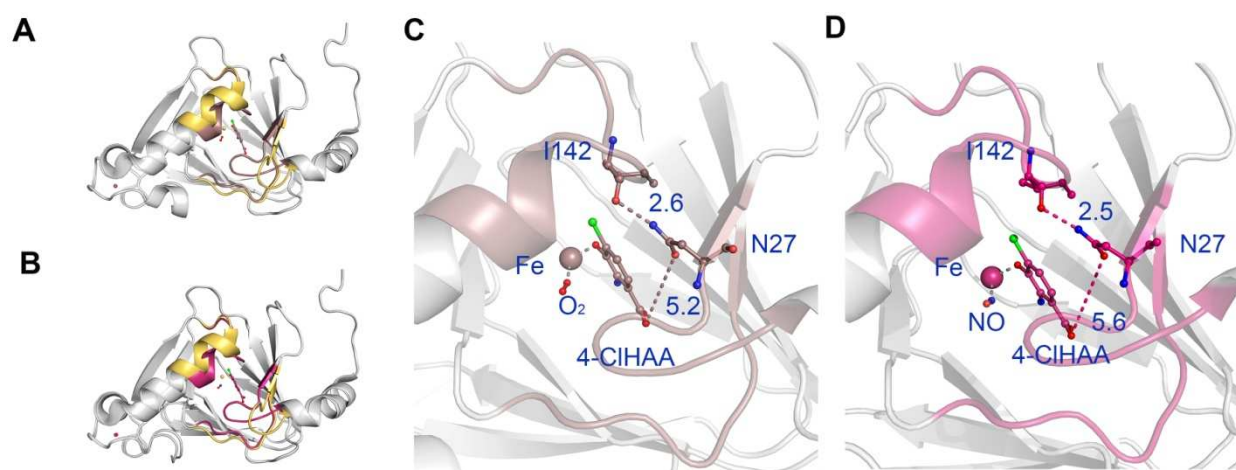 A
B
C
I142
2.6
N27
Fe
O₂
5.2
4-ClHAA
D
I142
2.5
N27
Fe
NO
5.6
4-ClHAA